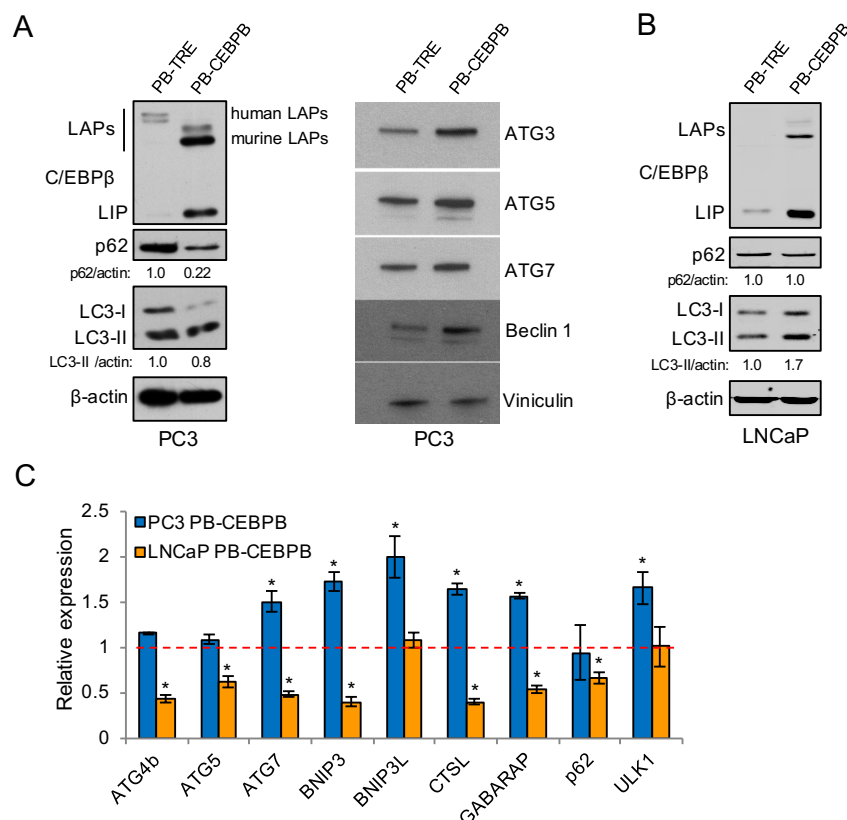 A
PB-TRE
PB-CEBPB
LAPs
human LAPs
murine LAPs
C/EBPβ
LIP
p62
p62/actin: 1.0 0.22
LC3-I
LC3-II
LC3-II /actin: 1.0 0.8
β-actin
PC3
PB-TRE
PB-CEBPB
ATG3
ATG5
ATG7
Beclin 1
Viniculin
PC3
B
PB-TRE
PB-CEBPB
LAPs
C/EBPβ
LIP
p62
p62/actin: 1.0 1.0
LC3-I
LC3-II
LC3-II/actin: 1.0 1.7
β-actin
LNCaP
C
Relative expression
2.5
2
1.5
1
0.5
0
PC3 PB-CEBPB
LNCaP PB-CEBPB
* * * * * * * * * * * * *
ATG4b
ATG5
ATG7
BNIP3
BNIP3L
CTSL
GABARAP
p62
ULK1